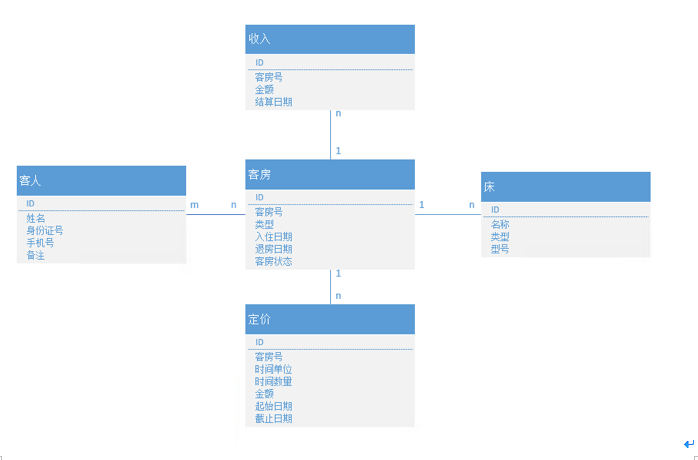 收入
ID
客房号
金额
结算日期
n
1
客人
ID
姓名
身份证号
手机号
备注
m
n
客房
ID
客房号
类型
入住日期
退房日期
客房状态
1
n
床
ID
名称
类型
型号
1
n
定价
ID
客房号
时间单位
时间数量
金额
起始日期
截止日期